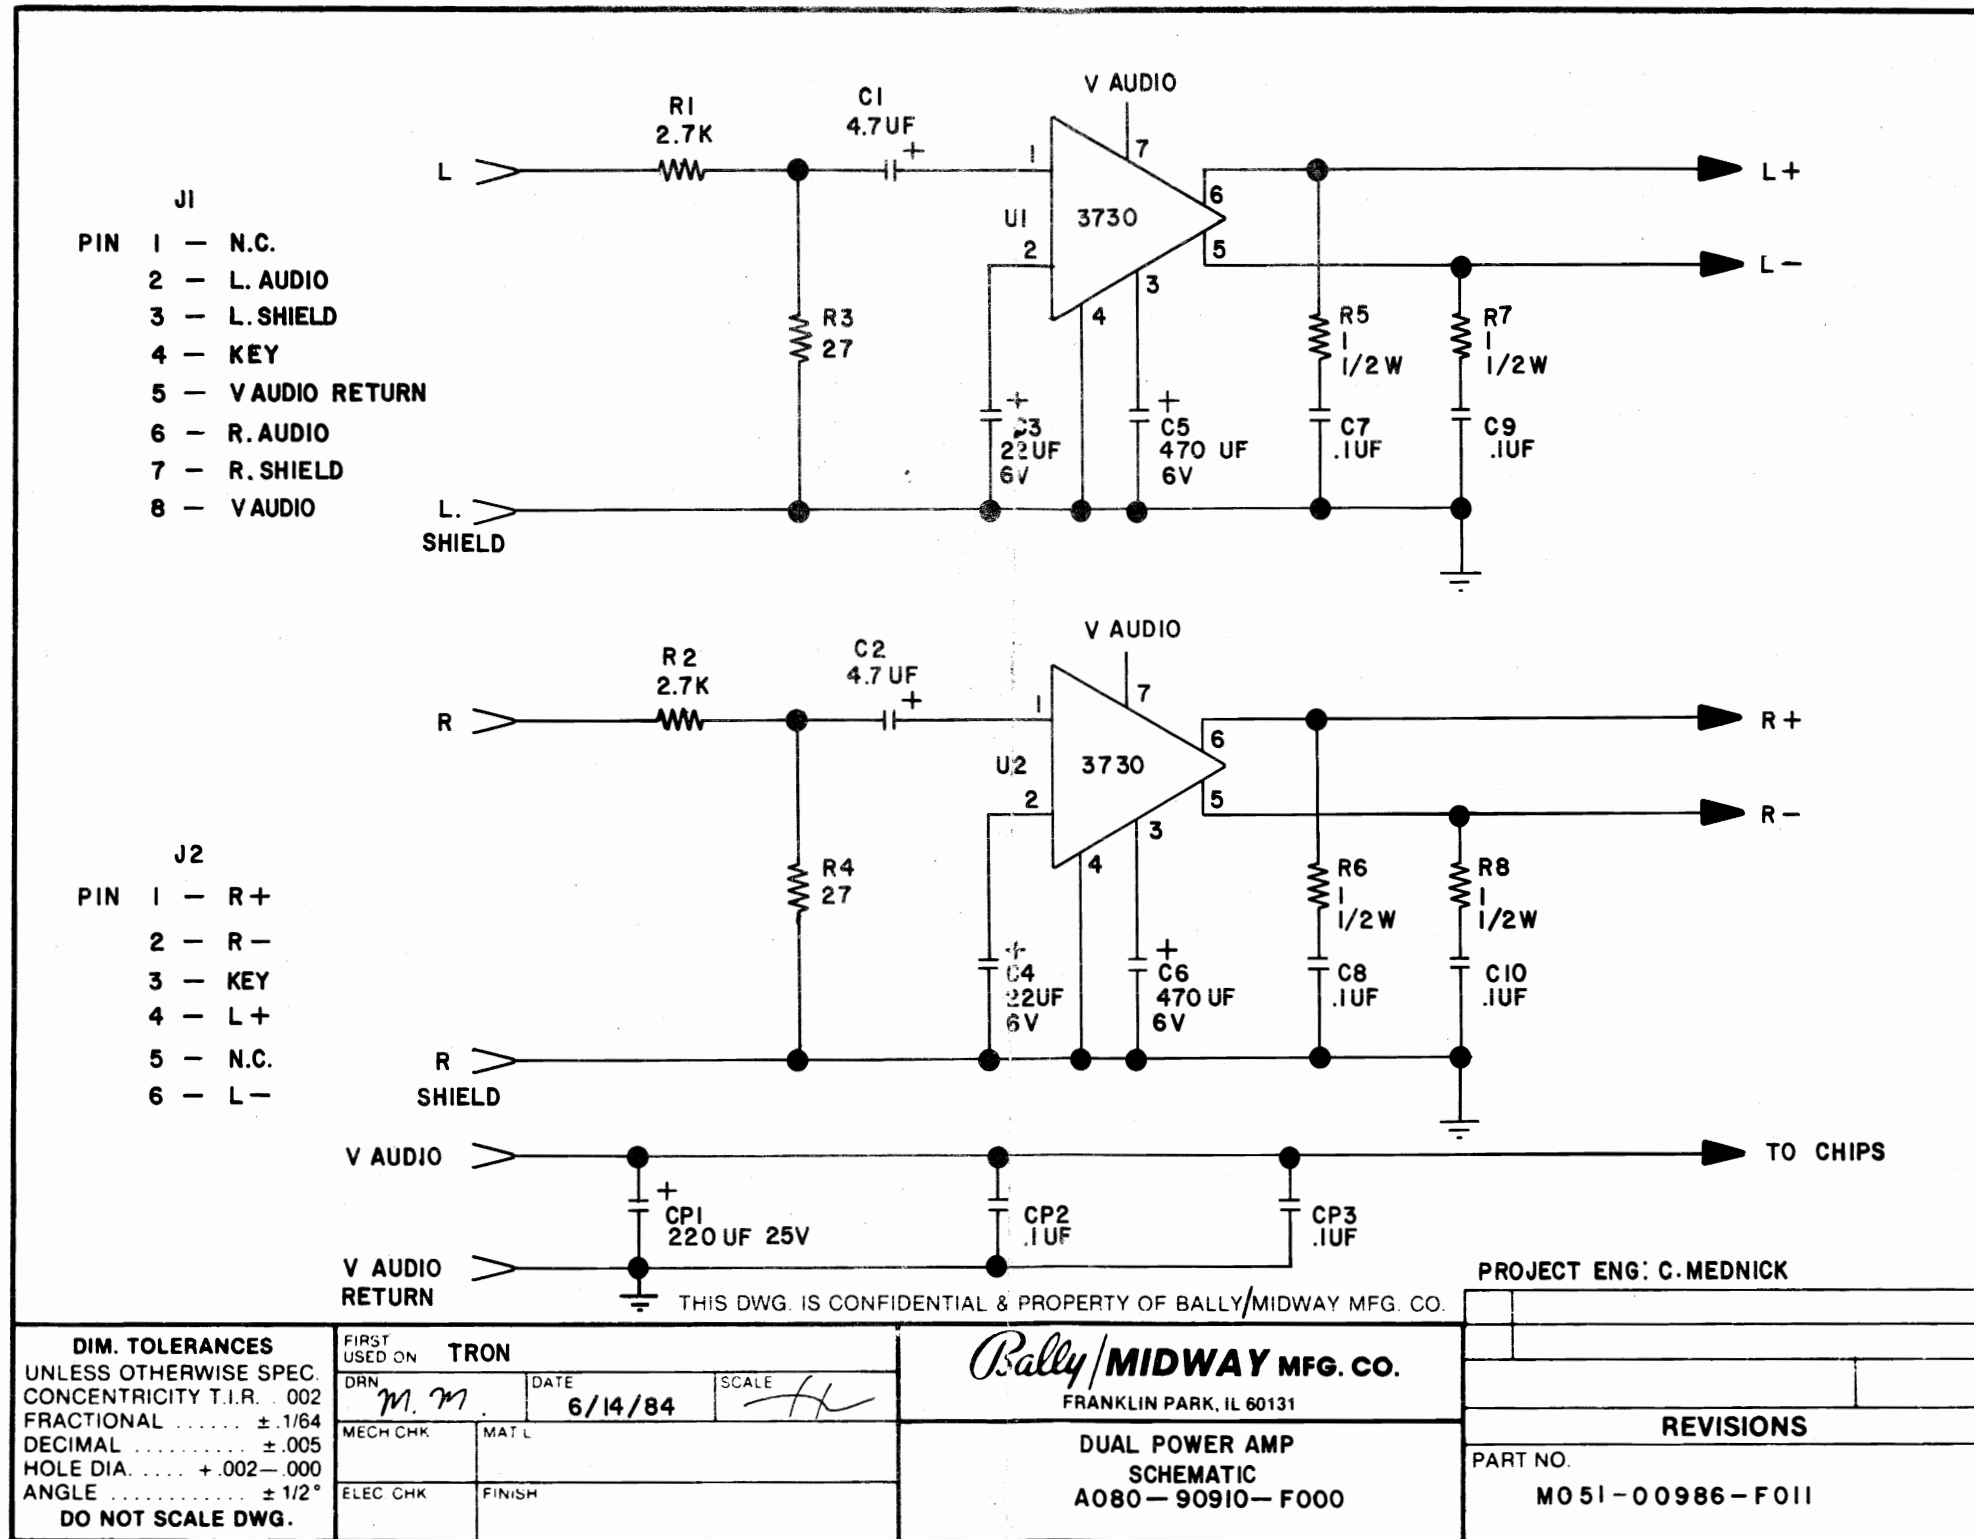 J1
PIN 1 — N.C.
2 — L. AUDIO
3 — L. SHIELD
4 — KEY
5 — V AUDIO RETURN
6 — R. AUDIO
7 — R. SHIELD
8 — V AUDIO
L
R1
2.7K
C1
4.7UF
+
V AUDIO
1
7
U1
3730
2
6
5
3
4
L+
L—
R3
27
+
C3
22UF
6V
+
C5
470 UF
6V
R5
1
1/2W
C7
.1UF
R7
1
1/2W
C9
.1UF
L.
SHIELD
J2
PIN 1 — R+
2 — R—
3 — KEY
4 — L+
5 — N.C.
6 — L—
R
R2
2.7K
C2
4.7UF
+
V AUDIO
1
7
U2
3730
2
6
5
3
4
R+
R—
R4
27
+
C4
22UF
6V
+
C6
470 UF
6V
R6
1
1/2W
C8
.1UF
R8
1
1/2W
C10
.1UF
R
SHIELD
V AUDIO
TO CHIPS
+
CP1
220 UF 25V
CP2
.1UF
CP3
.1UF
V AUDIO
RETURN
PROJECT ENG: C. MEDNICK
THIS DWG. IS CONFIDENTIAL & PROPERTY OF BALLY/MIDWAY MFG. CO.
DIM. TOLERANCES
UNLESS OTHERWISE SPEC.
CONCENTRICITY T.I.R. . 002
FRACTIONAL ...... ± .1/64
DECIMAL .......... ± .005
HOLE DIA. .... + .002—.000
ANGLE ............ ± 1/2°
DO NOT SCALE DWG.
FIRST
USED ON TRON
DRN M. M.
DATE 6/14/84
SCALE
MECH CHK
MAT L
ELEC CHK
FINISH
Bally/MIDWAY MFG. CO.
FRANKLIN PARK, IL 60131
DUAL POWER AMP
SCHEMATIC
A080—90910—F000
REVISIONS
PART NO.
M051-00986-F011